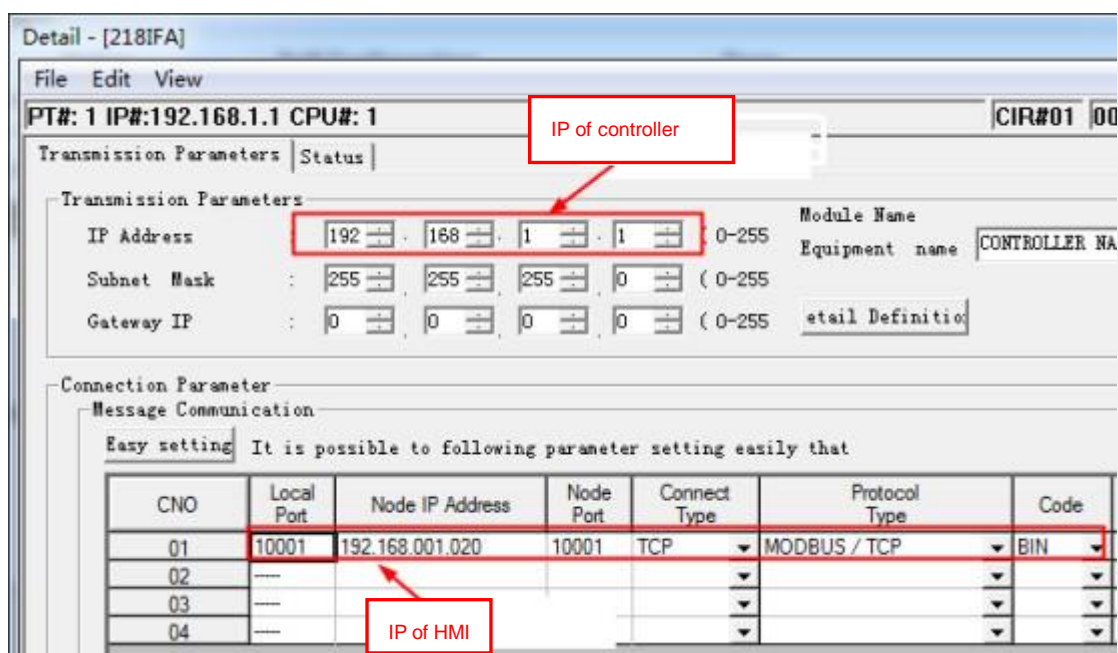 Detail - [218IFA]
File Edit View
PT#: 1 IP#:192.168.1.1 CPU#: 1 CIR#01 00
IP of controller
Transmission Parameters Status
Transmission Parameters
IP Address : 192 . 168 . 1 . 1 ( 0-255
Module Name
Equipment name CONTROLLER NA
Subnet Mask : 255 . 255 . 255 . 0 ( 0-255
Gateway IP : 0 . 0 . 0 . 0 ( 0-255 etail Definitio
Connection Parameter
Message Communication
Easy setting It is possible to following parameter setting easily that
CNO Local Port Node IP Address Node Port Connect Type Protocol Type Code
01 10001 192.168.001.020 10001 TCP MODBUS / TCP BIN
02 -----
03 -----
04 -----
IP of HMI